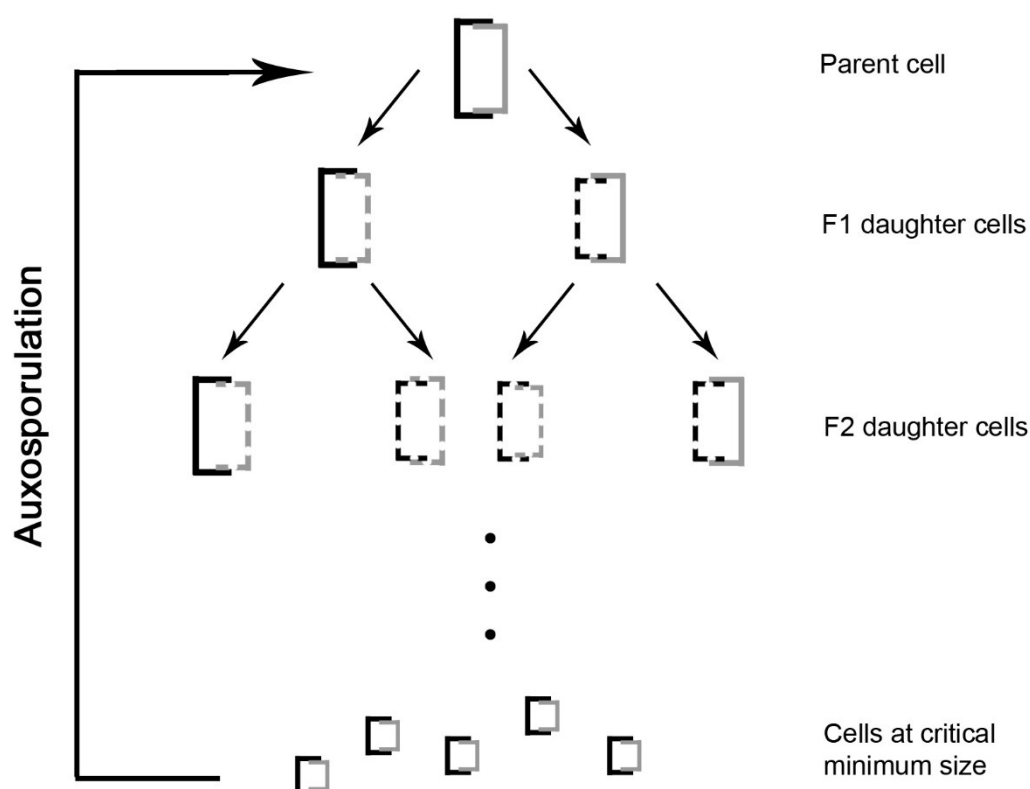 Parent cell
F1 daughter cells
Auxosporulation
F2 daughter cells
Cells at critical
minimum size